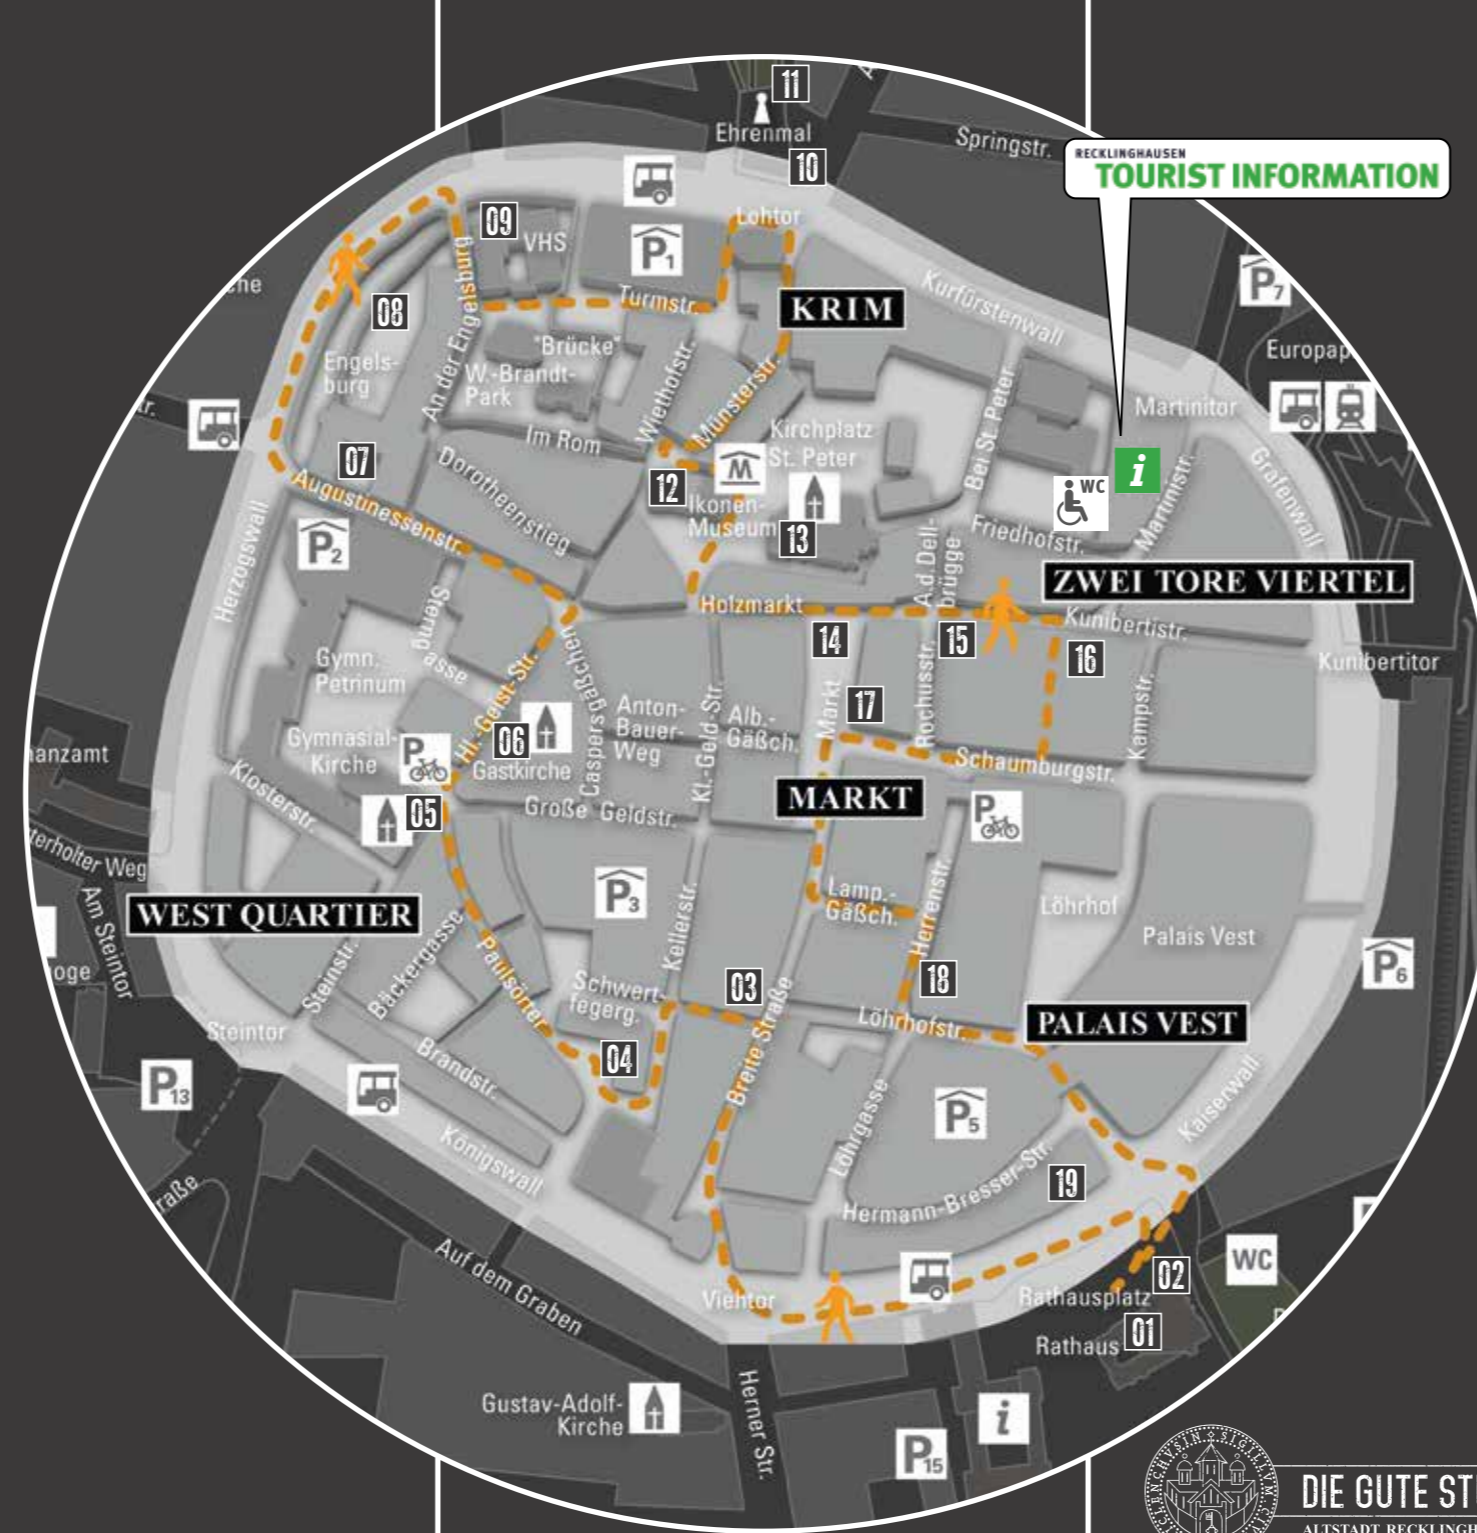 11
Ehrenmal
10
Springstr.
RECKLINGHAUSEN
TOURIST INFORMATION
09
VHS
P1
Lohtor
KRIM
Kurfürstenwall
P7
08
Engels-
burg
An der Engelsburg
Turmstr.
"Brücke"
W.-Brandt-
Park
Wiethofstr.
Münsterstr.
Im Rom
Kirchplatz
St. Peter
Bei St. Peter
Martinitor
i
WC
Martinistr.
Grafenwall
07
Augustinessenstr.
Dorotheenstieg
12
M
Ikonen-
Museum
13
Friedhofstr.
A.d.Dell-
brügge
ZWEI TORE VIERTEL
Herzogswall
P2
Sterng
asse
Holzmarkt
14
15
16
Kunibertistr.
Kunibertitor
Gymn.
Petrinum
Gymnasial-
Kirche
P
Hl.-Geist-Str.
06
Gastkirche
Caspersgäßchen
Anton-
Bauer-
Weg
Kl.-Geld-Str.
Alb.-
Gäßch.
Markt
17
Rochusstr.
Schaumburgstr.
Kampstr.
Klosterstr.
05
Große Geldstr.
MARKT
P
WEST QUARTIER
Am Steintor
P3
Kellerstr.
Lamp.-
Gäßch.
Herrenstr.
Löhrhof
Palais Vest
P6
Steinstr.
Bäckergasse
Paulsörter
Schwert-
fegerg.
03
18
Löhrhofstr.
PALAIS VEST
Steintor
P13
Brandstr.
04
Breite Straße
Löhrgasse
P5
Kaiserwall
Königswall
Hermann-Bresser-Str.
19
Auf dem Graben
Viehtor
02
Rathausplatz
Rathaus
01
WC
Gustav-Adolf-
Kirche
Herner Str.
P15
i
DIE GUTE ST